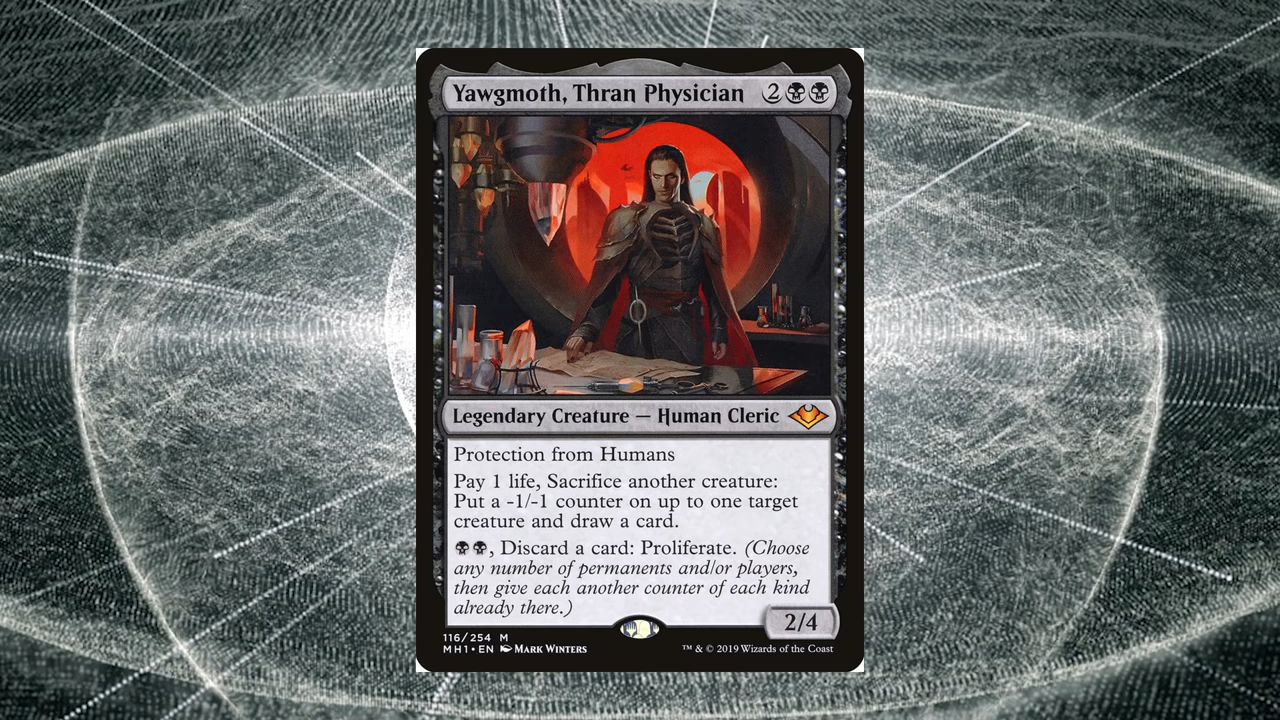 Yawgmoth, Thran Physician 2
Legendary Creature — Human Cleric
Protection from Humans
Pay 1 life, Sacrifice another creature:
Put a -1/-1 counter on up to one target
creature and draw a card.
, Discard a card: Proliferate. (Choose
any number of permanents and/or players,
then give each another counter of each kind
already there.)
2/4
116/254 M
MH1 • EN Mark Winters
™ & © 2019 Wizards of the Coast